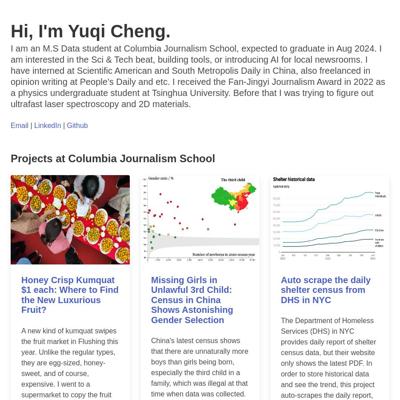 Hi, I'm Yuqi Cheng.
I am an M.S Data student at Columbia Journalism School, expected to graduate in Aug 2024. I
am interested in the Sci & Tech beat, building tools, or introducing AI for local newsrooms. I
have interned at Scientific American and South Metropolis Daily in China, also freelanced in
opinion writing at People's Daily and etc. I received the Fan-Jingyi Journalism Award in 2022 as
a physics undergraduate student at Tsinghua University. Before that I was trying to figure out
ultrafast laser spectroscopy and 2D materials.
Email | LinkedIn | Github
Projects at Columbia Journalism School
Honey Crisp Kumquat
$1 each: Where to Find
the New Luxurious
Fruit?
A new kind of kumquat swipes
the fruit market in Flushing this
year. Unlike the regular types,
they are egg-sized, honey-
sweet, and of course,
expensive. I went to a
supermarket to copy the fruit
The third child
Number of newborns in 2020 census year
Missing Girls in
Unlawful 3rd Child:
Census in China
Shows Astonishing
Gender Selection
China's latest census shows
that there are unnaturally more
boys than girls being born,
especially the third child in a
family, which was illegal at that
time when data was collected.
Shelter historical data
Auto scrape the daily
shelter census from
DHS in NYC
The Department of Homeless
Services (DHS) in NYC
provides daily report of shelter
census data, but their website
only shows the latest PDF. In
order to store historical data
and see the trend, this project
auto-scrapes the daily report,